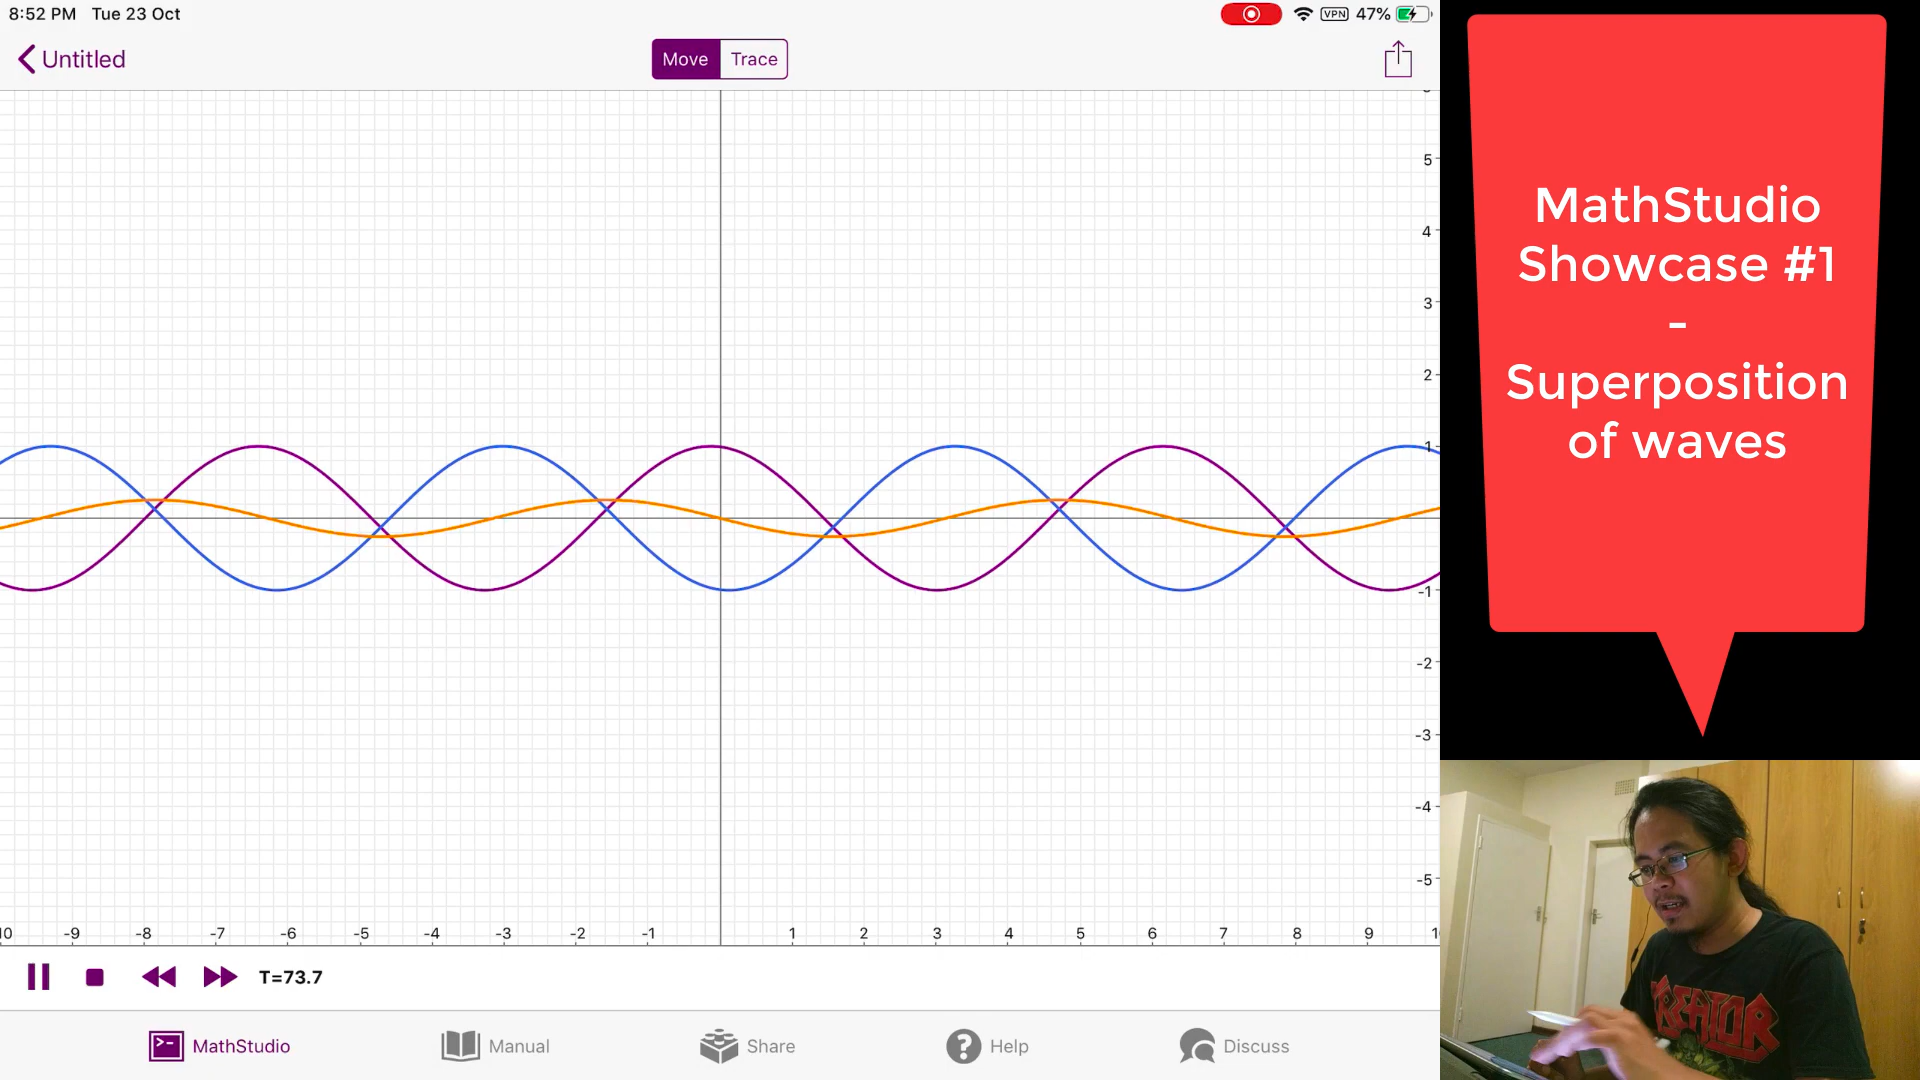 8:52 PM Tue 23 Oct
VPN 47%
Untitled
Move Trace
5
4
3
2
1
-1
-2
-3
-4
-5
-9 -8 -7 -6 -5 -4 -3 -2 -1 1 2 3 4 5 6 7 8 9
T=73.7
MathStudio Manual Share Help Discuss
MathStudio
Showcase #1
-
Superposition
of waves
KREATOR